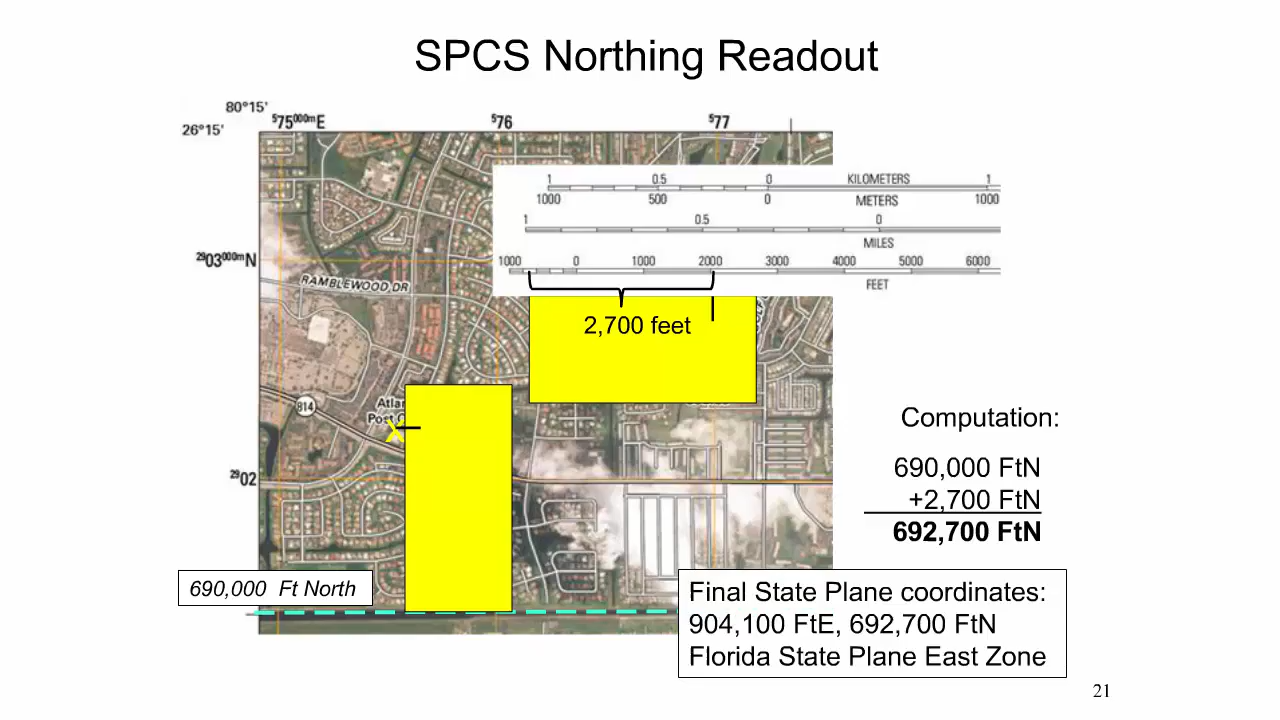 SPCS Northing Readout
80°15'
26°15'
⁵75⁰⁰⁰ᵐE
⁵76
⁵77
1 0.5 0 KILOMETERS 1
1000 500 0 METERS 1000
1 0.5 0
MILES
²⁹03⁰⁰⁰ᵐN
1000 0 1000 2000 3000 4000 5000 6000
FEET
RAMBLEWOOD DR
2,700 feet
814
Post
X
Computation:
690,000 FtN
+2,700 FtN
692,700 FtN
²⁹02
690,000 Ft North
Final State Plane coordinates:
904,100 FtE, 692,700 FtN
Florida State Plane East Zone
21